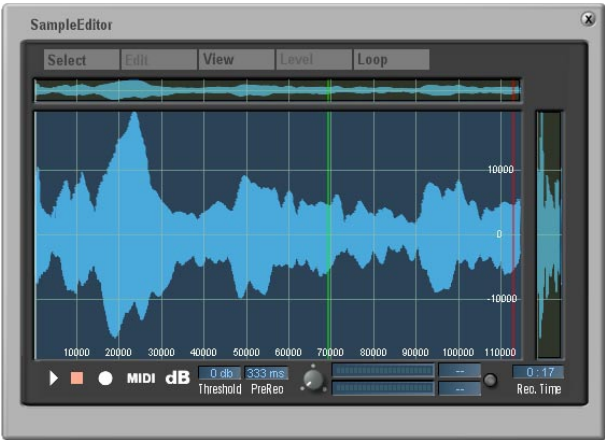 SampleEditor
x
Select Edit View Level Loop
10000
0
-10000
10000 20000 30000 40000 50000 60000 70000 80000 90000 100000 110000
MIDI dB 0 db 333 ms -- 0:17
--
Threshold PreRec Rec. Time